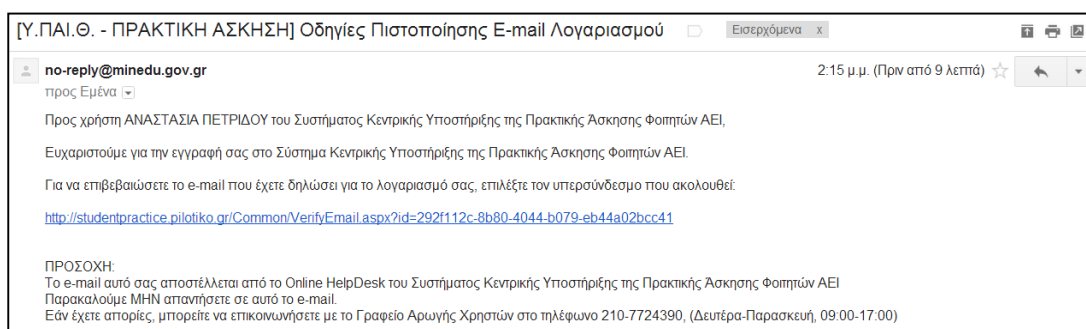 [Υ.ΠΑΙ.Θ. - ΠΡΑΚΤΙΚΗ ΑΣΚΗΣΗ] Οδηγίες Πιστοποίησης E-mail Λογαριασμού Εισερχόμενα x
no-reply@minedu.gov.gr 2:15 μ.μ. (Πριν από 9 λεπτά)
προς Εμένα
Προς χρήστη ΑΝΑΣΤΑΣΙΑ ΠΕΤΡΙΔΟΥ του Συστήματος Κεντρικής Υποστήριξης της Πρακτικής Άσκησης Φοιτητών ΑΕΙ,
Ευχαριστούμε για την εγγραφή σας στο Σύστημα Κεντρικής Υποστήριξης της Πρακτικής Άσκησης Φοιτητών ΑΕΙ.
Για να επιβεβαιώσετε το e-mail που έχετε δηλώσει για το λογαριασμό σας, επιλέξτε τον υπερσύνδεσμο που ακολουθεί:
http://studentpractice.pilotiko.gr/Common/VerifyEmail.aspx?id=292f112c-8b80-4044-b079-eb44a02bcc41
ΠΡΟΣΟΧΗ:
Το e-mail αυτό σας αποστέλλεται από το Online HelpDesk του Συστήματος Κεντρικής Υποστήριξης της Πρακτικής Άσκησης Φοιτητών ΑΕΙ
Παρακαλούμε ΜΗΝ απαντήσετε σε αυτό το e-mail.
Εάν έχετε απορίες, μπορείτε να επικοινωνήσετε με το Γραφείο Αρωγής Χρηστών στο τηλέφωνο 210-7724390, (Δευτέρα-Παρασκευή, 09:00-17:00)